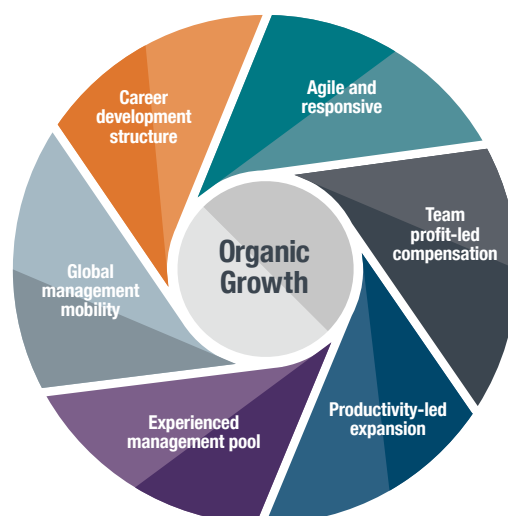 Career
development
structure
Agile and
responsive
Team
profit-led
compensation
Organic
Growth
Global
management
mobility
Productivity-led
expansion
Experienced
management pool